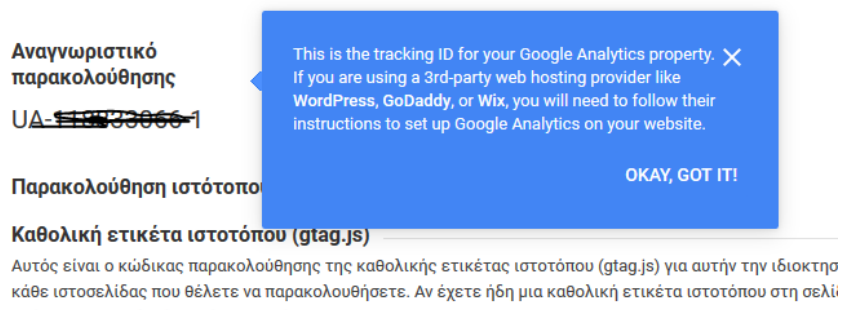 Αναγνωριστικό
παρακολούθησης
UA-
This is the tracking ID for your Google Analytics property.
If you are using a 3rd-party web hosting provider like
WordPress, GoDaddy, or Wix, you will need to follow their
instructions to set up Google Analytics on your website.
OKAY, GOT IT!
Παρακολούθηση
Καθολική ετικέτα ιστοτόπου (gtag.js)
Αυτός είναι ο κώδικας παρακολούθησης της καθολικής ετικέτας ιστοτόπου (gtag.js) για αυτήν την
κάθε ιστοσελίδας που θέλετε να παρακολουθήσετε. Αν έχετε ήδη μια καθολική ετικέτα ιστοτόπου στη